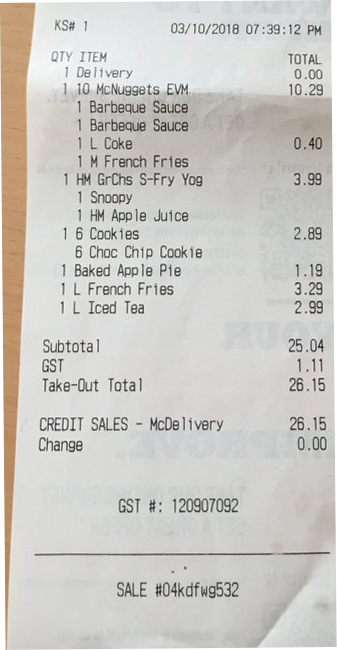 KS# 1 03/10/2018 07:39:12 PM
QTY ITEM TOTAL
1 Delivery 0.00
1 10 McNuggets EVM 10.29
1 Barbeque Sauce
1 Barbeque Sauce
1 L Coke 0.40
1 M French Fries
1 HM GrChs S-Fry Yog 3.99
1 Snoopy
1 HM Apple Juice
1 6 Cookies 2.89
6 Choc Chip Cookie
1 Baked Apple Pie 1.19
1 L French Fries 3.29
1 L Iced Tea 2.99
Subtotal 25.04
GST 1.11
Take-Out Total 26.15
CREDIT SALES - McDelivery 26.15
Change 0.00
GST #: 120907092
SALE #04kdfwg532